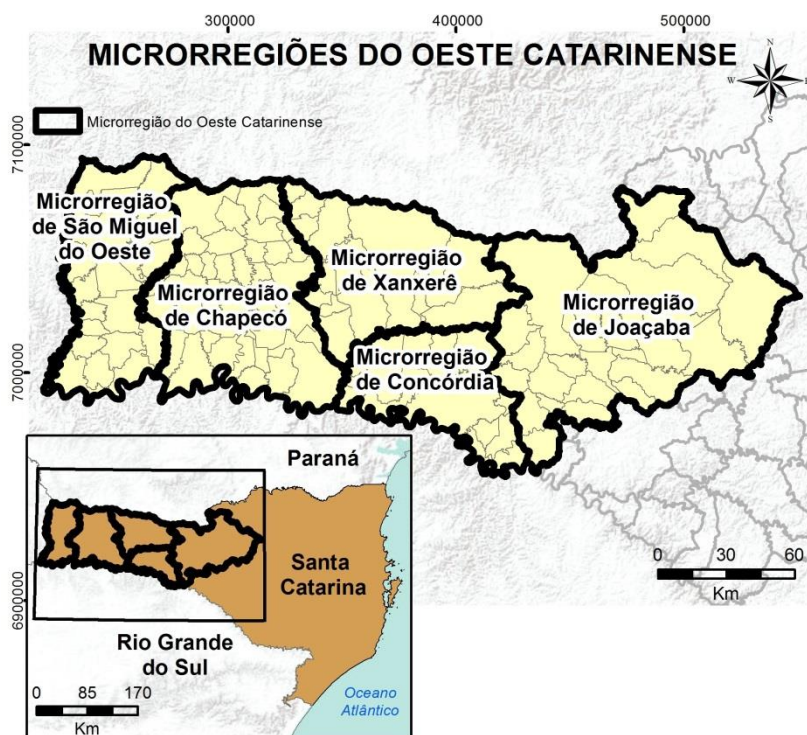 300000
400000
500000
MICRORREGIÕES DO OESTE CATARINENSE
N
W
E
S
Microrregião do Oeste Catarinense
7100000
Microrregião
de São Miguel
do Oeste
Microrregião
de Chapecó
Microrregião
de Xanxerê
Microrregião
de Joaçaba
Microrregião
de Concórdia
7000000
0 30 60
Km
6900000
Paraná
Santa
Catarina
Rio Grande
do Sul
0 85 170
Km
Oceano
Atlântico